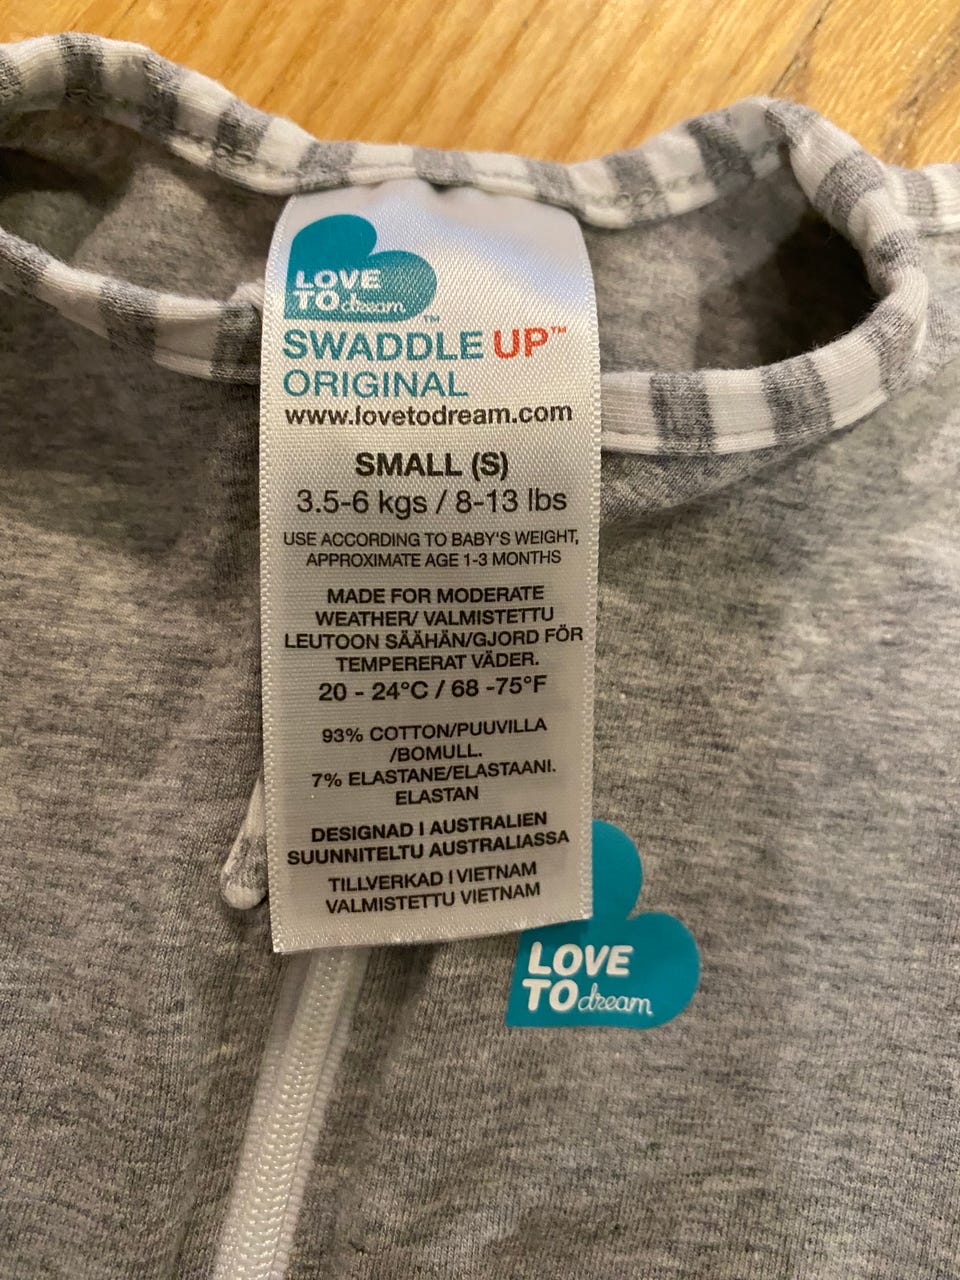 LOVE
TO dream™
SWADDLE UP™
ORIGINAL
www.lovetodream.com
SMALL (S)
3.5-6 kgs / 8-13 lbs
USE ACCORDING TO BABY'S WEIGHT,
APPROXIMATE AGE 1-3 MONTHS
MADE FOR MODERATE
WEATHER/ VALMISTETTU
LEUTOON SÄÄHÄN/GJORD FÖR
TEMPERERAT VÄDER.
20 - 24°C / 68 -75°F
93% COTTON/PUUVILLA
/BOMULL.
7% ELASTANE/ELASTAANI.
ELASTAN
DESIGNAD I AUSTRALIEN
SUUNNITELTU AUSTRALIASSA
TILLVERKAD I VIETNAM
VALMISTETTU VIETNAM
LOVE
TO dream